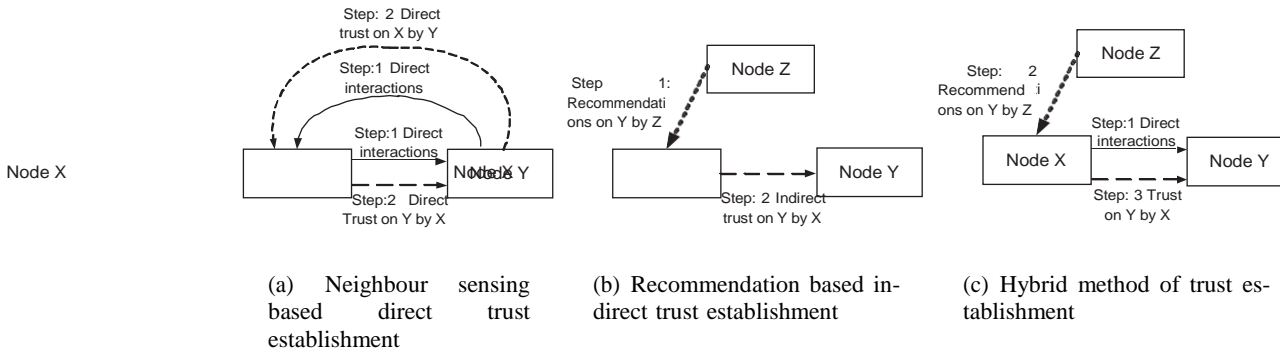 Step: 2 Direct
trust on X by Y
Step:1 Direct
interactions
Step:1 Direct
interactions
Node X
Node X
Node Y
Step:2 Direct
Trust on Y by X
(a) Neighbour sensing
based direct trust
establishment
Node Z
Step 1:
Recommendati
ons on Y by Z
Node Y
Step: 2 Indirect
trust on Y by X
(b) Recommendation based in-
direct trust establishment
Node Z
Step: 2
Recommend i
ons on Y by Z
Step:1 Direct
interactions
Node X
Node Y
Step: 3 Trust
on Y by X
(c) Hybrid method of trust es-
tablishment